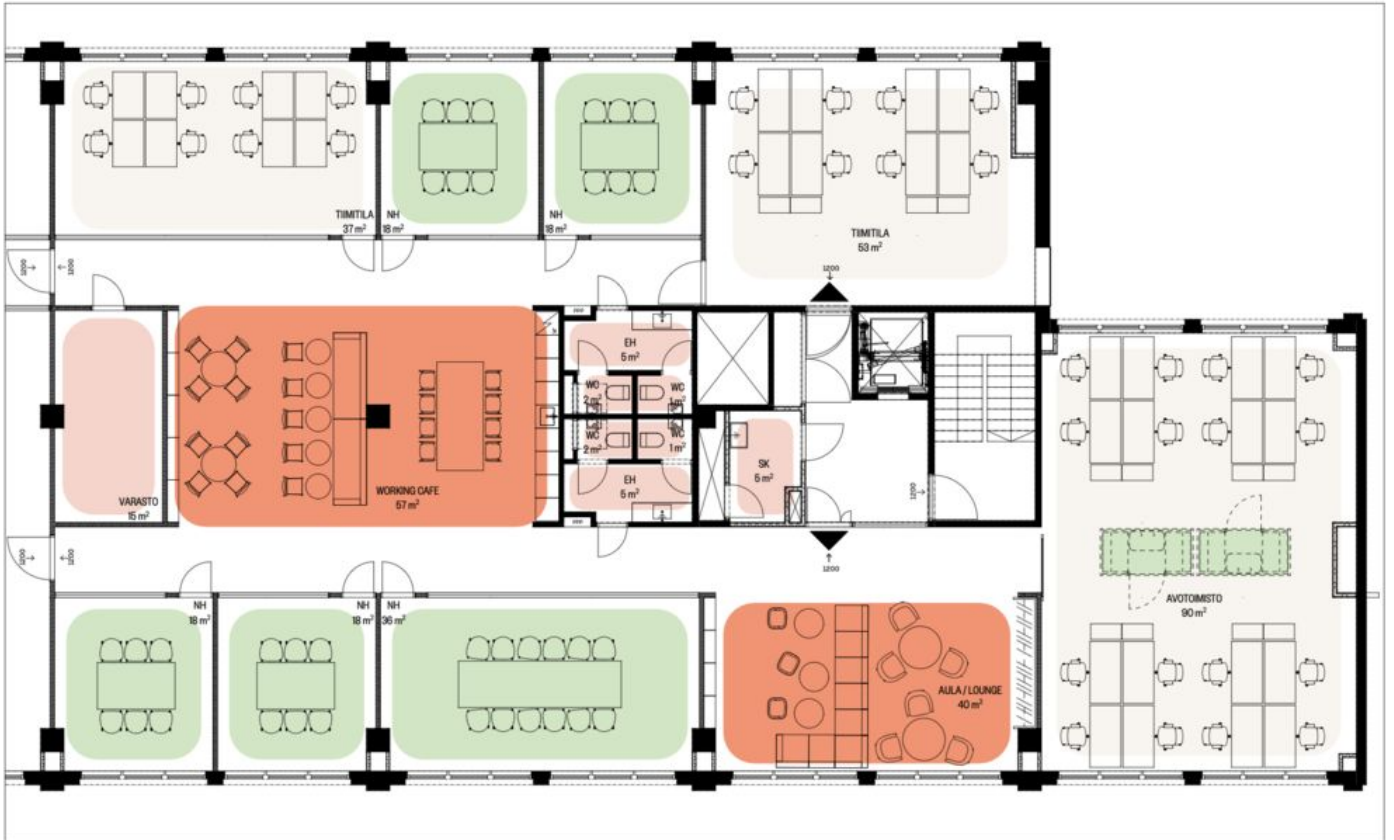 TIIMITILA
37 m²
NH
18 m²
NH
18 m²
TIIMITILA
53 m²
1200
1200
1200
EH
5 m²
WC
2 m²
WC
1 m²
WC
2 m²
WC
1 m²
EH
5 m²
SK
5 m²
1200
VARASTO
15 m²
WORKING CAFE
57 m²
1200
1200
1200
AVOTOIMISTO
90 m²
NH
18 m²
NH
18 m²
NH
36 m²
AULA / LOUNGE
40 m²